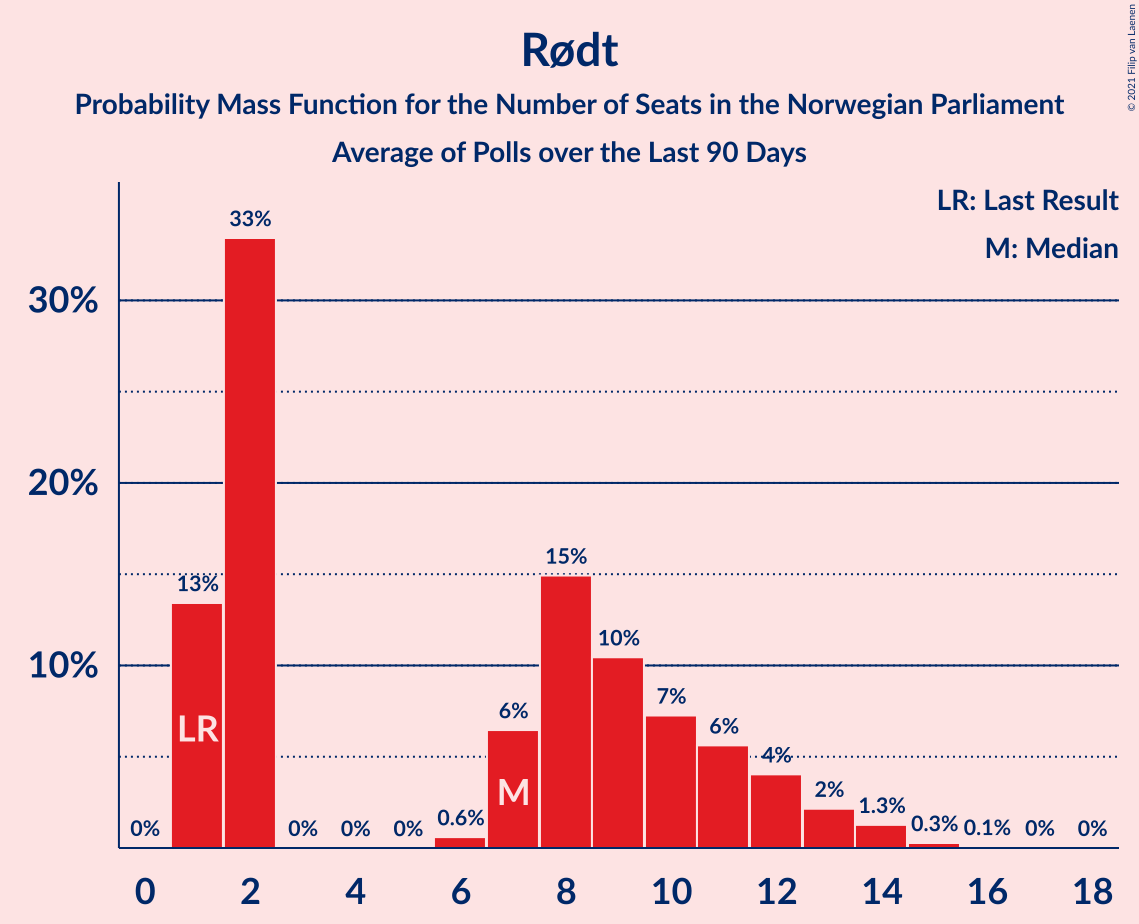 Rødt
Probability Mass Function for the Number of Seats in the Norwegian Parliament
Average of Polls over the Last 90 Days
© 2021 Filip van Laenen
LR: Last Result
M: Median
30%
20%
10%
0%
13%
33%
0%
0%
0%
0.6%
6%
15%
10%
7%
6%
4%
2%
1.3%
0.3%
0.1%
0%
0%
LR
M
0 2 4 6 8 10 12 14 16 18